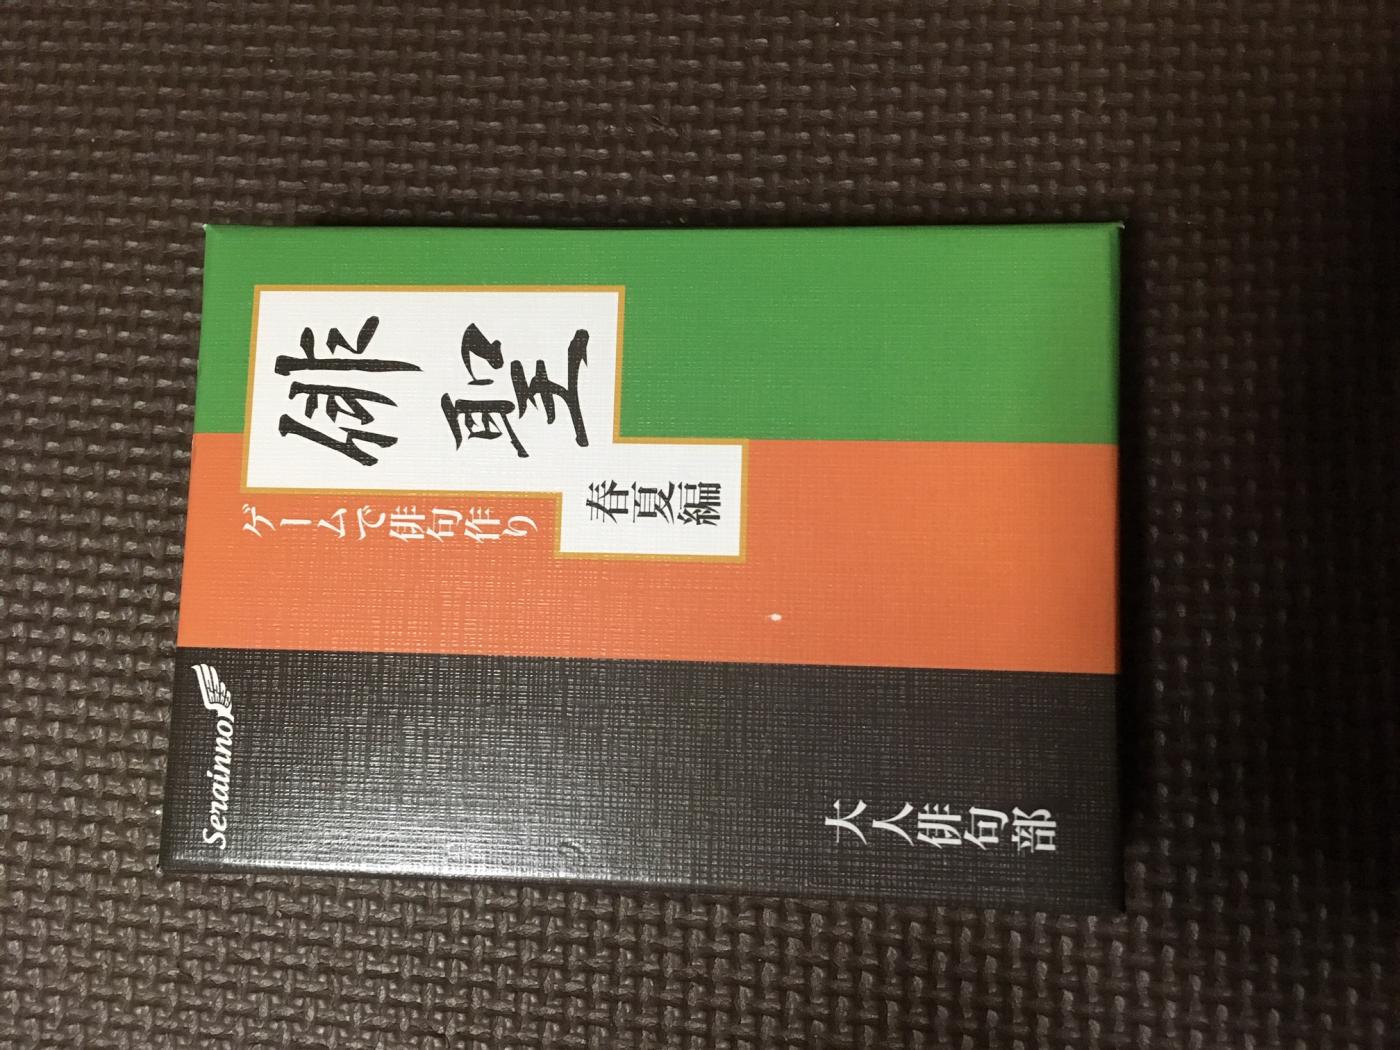 俳聖
春夏編
ゲームで俳句作り
大人俳句部
Serainno